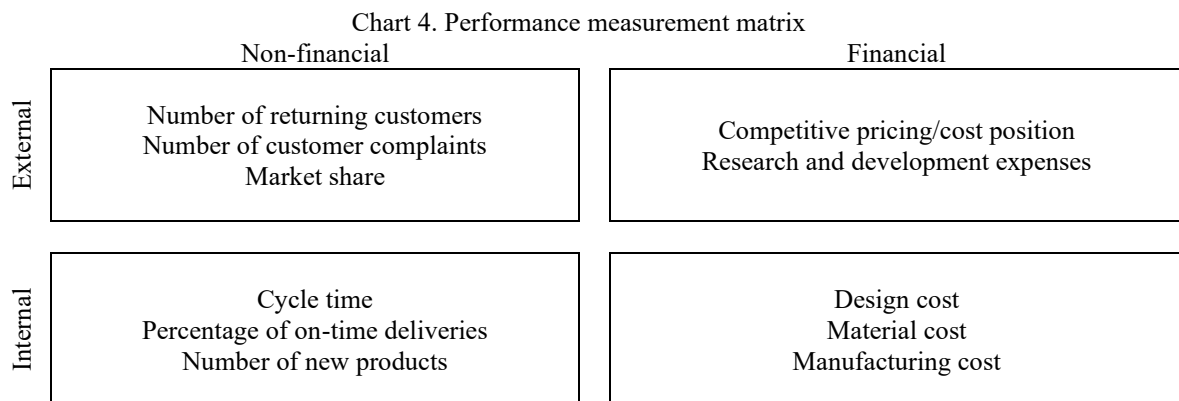 Chart 4. Performance measurement matrix
Non-financial
Financial
External
Number of returning customers
Number of customer complaints
Market share
Competitive pricing/cost position
Research and development expenses
Internal
Cycle time
Percentage of on-time deliveries
Number of new products
Design cost
Material cost
Manufacturing cost